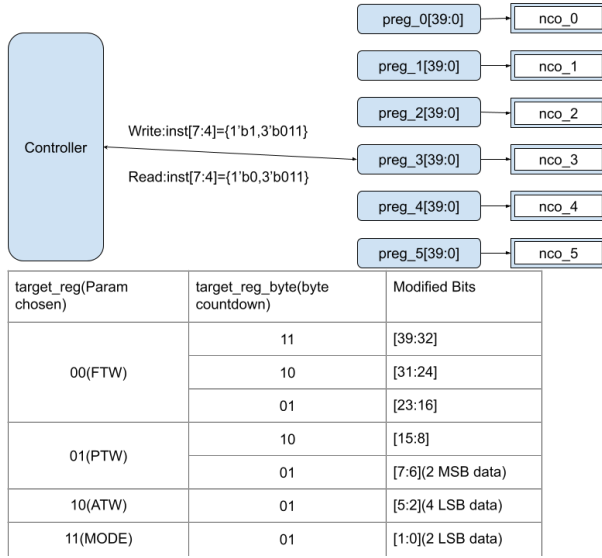 preg_0[39:0]
nco_0
preg_1[39:0]
nco_1
preg_2[39:0]
nco_2
Write:inst[7:4]={1'b1,3'b011}
Controller
preg_3[39:0]
nco_3
Read:inst[7:4]={1'b0,3'b011}
preg_4[39:0]
nco_4
preg_5[39:0]
nco_5
target_reg(Param
chosen)
target_reg_byte(byte
countdown)
Modified Bits
00(FTW)
11
[39:32]
10
[31:24]
01
[23:16]
01(PTW)
10
[15:8]
01
[7:6](2 MSB data)
10(ATW)
01
[5:2](4 LSB data)
11(MODE)
01
[1:0](2 LSB data)